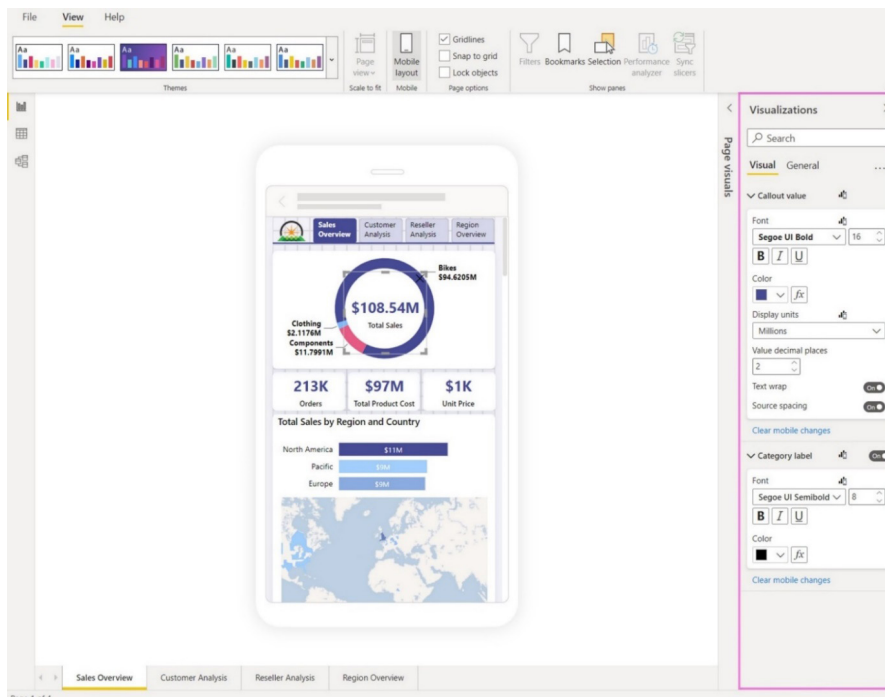 File View Help
Aa Aa Aa Aa Aa Aa
Themes
Page view
Scale to fit
Mobile layout
Mobile
Gridlines
Snap to grid
Lock objects
Page options
Filters Bookmarks Selection Performance analyzer Sync slicers
Show panes
Page visuals
Sales Overview
Customer Analysis
Reseller Analysis
Region Overview
Bikes
$94.6205M
$108.54M
Total Sales
Clothing
$2.1176M
Components
$11.7991M
213K
Orders
$97M
Total Product Cost
$1K
Unit Price
Total Sales by Region and Country
North America $11M
Pacific $9M
Europe $9M
Visualizations
Search
Visual General ...
Callout value
Font
Segoe UI Bold 16
B I U
Color
fx
Display units
Millions
Value decimal places
2
Text wrap On
Source spacing On
Clear mobile changes
Category label On
Font
Segoe UI Semibold 8
B I U
Color
fx
Clear mobile changes
Sales Overview Customer Analysis Reseller Analysis Region Overview